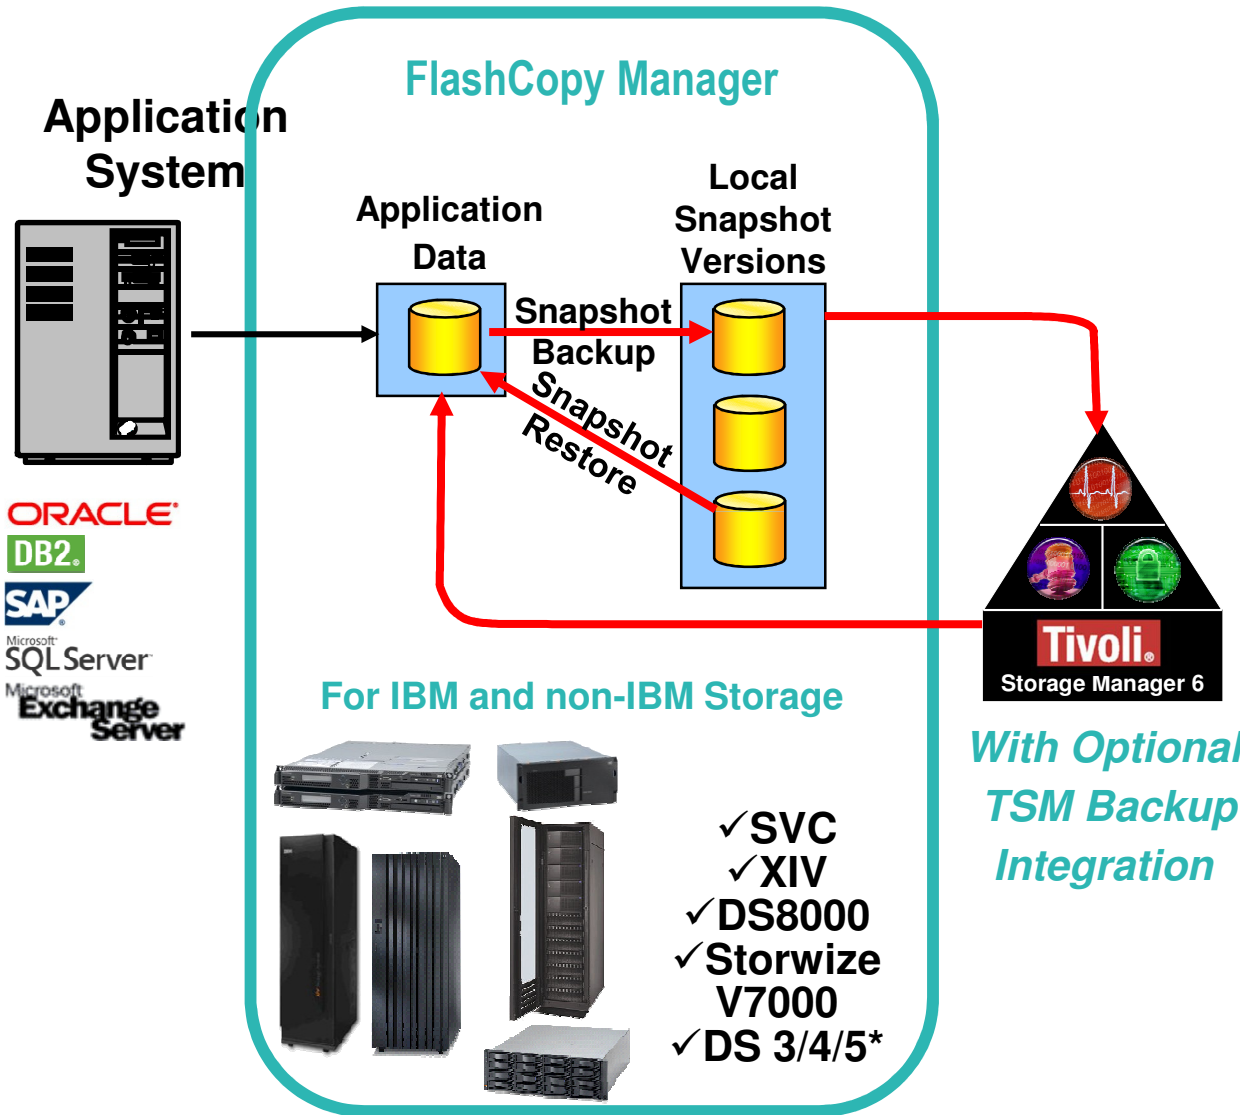 FlashCopy Manager
Application
System
Application
Data
Local
Snapshot
Versions
Snapshot
Backup
Snapshot
Restore
ORACLE®
DB2®
SAP®
Microsoft®
SQL Server
Microsoft
Exchange
Server
Tivoli®
Storage Manager 6
With Optional
TSM Backup
Integration
For IBM and non-IBM Storage
✓SVC
✓XIV
✓DS8000
✓Storwize
V7000
✓DS 3/4/5*